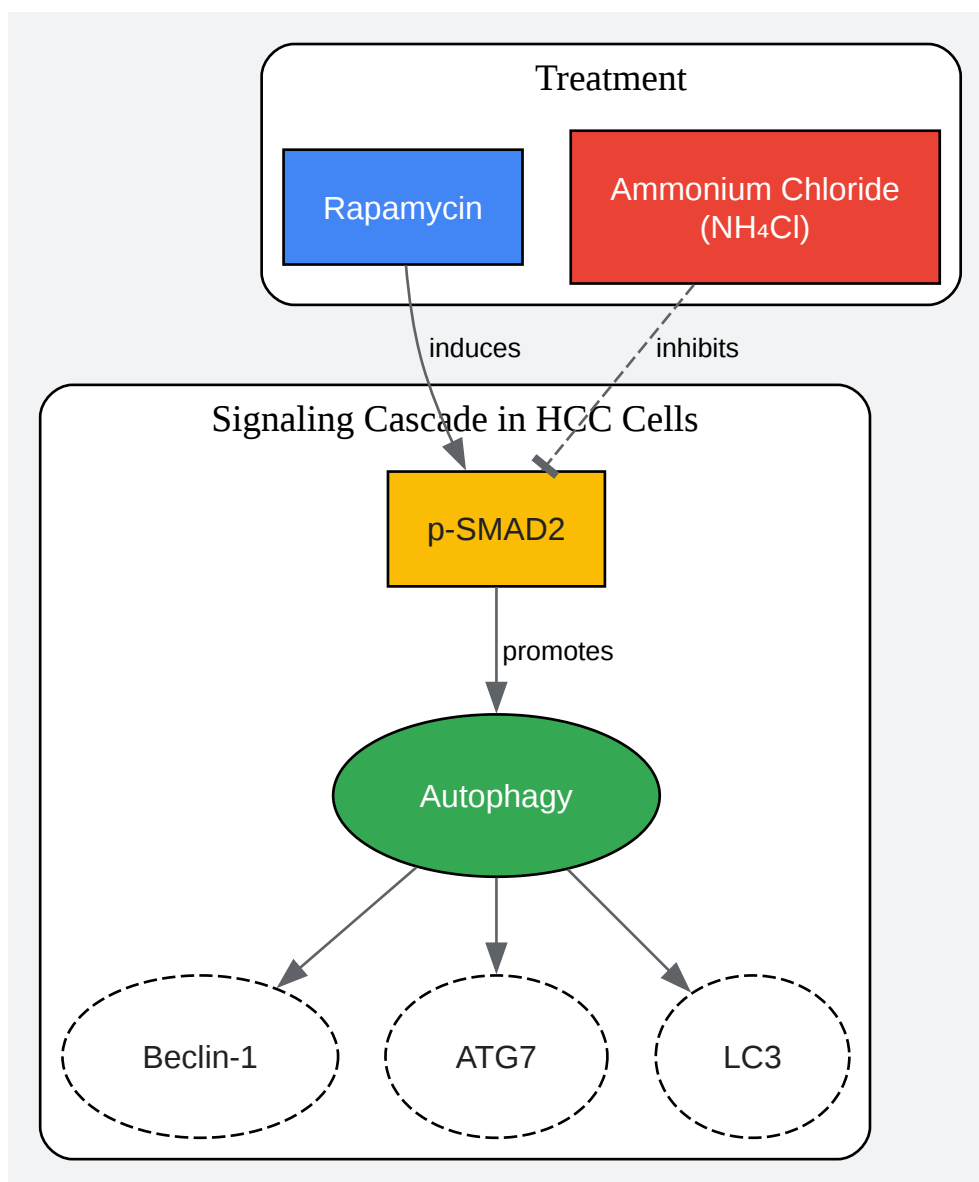 Treatment
Rapamycin
Ammonium Chloride
(NH₄Cl)
induces
inhibits
Signaling Cascade in HCC Cells
p-SMAD2
promotes
Autophagy
Beclin-1
ATG7
LC3